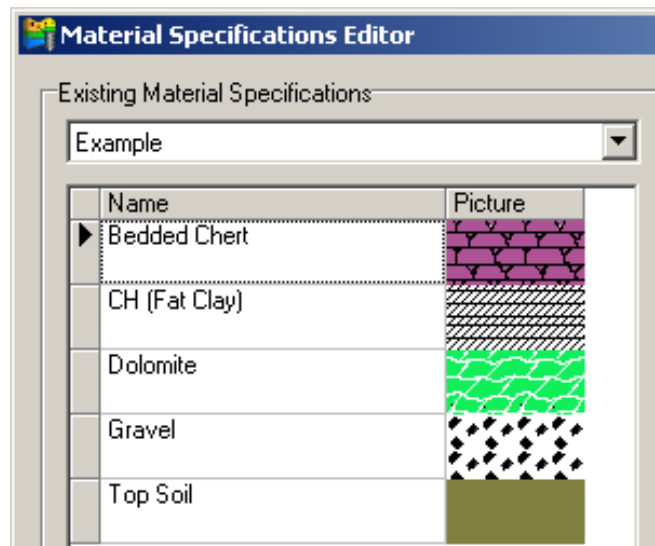 Material Specifications Editor
Existing Material Specifications
Example
Name Picture
Bedded Chert
CH (Fat Clay)
Dolomite
Gravel
Top Soil